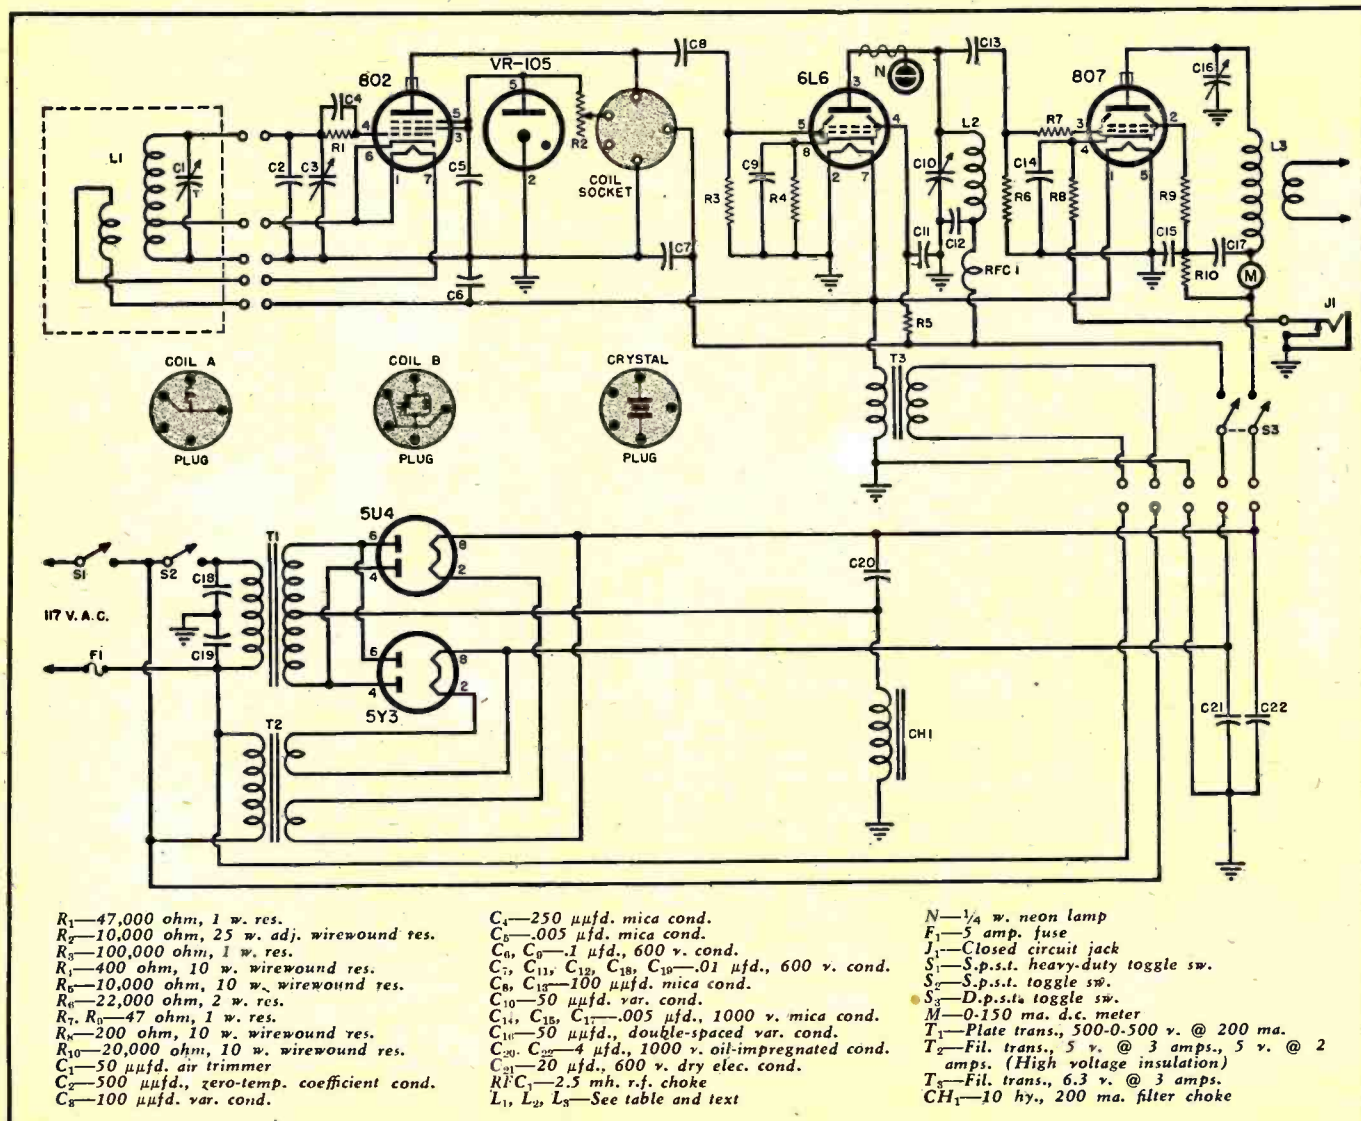 802
VR-105
6L6
807
C8
C13
C16
N
C4
R1
L1
C1
T
C2
C3
C5
R2
COIL
SOCKET
R3
C9
R4
C10
L2
R7
C14
R6
R8
R9
L3
C7
C6
C11
C12
RFC 1
C15
C17
R10
M
R5
J1
COIL A
PLUG
COIL B
PLUG
CRYSTAL
PLUG
T3
S3
5U4
T1
S1
S2
C18
117 V. A.C.
C19
F1
5Y3
T2
C20
CH1
C21
C22
R1—47,000 ohm, 1 w. res.
R2—10,000 ohm, 25 w. adj. wirewound res.
R3—100,000 ohm, 1 w. res.
R4—400 ohm, 10 w. wirewound res.
R5—10,000 ohm, 10 w. wirewound res.
R6—22,000 ohm, 2 w. res.
R7, R9—47 ohm, 1 w. res.
R8—200 ohm, 10 w. wirewound res.
R10—20,000 ohm, 10 w. wirewound res.
C1—50 μμfd. air trimmer
C2—500 μμfd., zero-temp. coefficient cond.
C3—100 μμfd. var. cond.
C4—250 μμfd. mica cond.
C5—.005 μfd. mica cond.
C6, C9—.1 μfd., 600 v. cond.
C7, C11, C12, C18, C19—.01 μfd., 600 v. cond.
C8, C13—100 μμfd. mica cond.
C10—50 μμfd. var. cond.
C14, C15, C17—.005 μfd., 1000 v. mica cond.
C16—50 μμfd., double-spaced var. cond.
C20, C22—4 μfd., 1000 v. oil-impregnated cond.
C21—20 μfd., 600 v. dry elec. cond.
RFC1—2.5 mh. r.f. choke
L1, L2, L3—See table and text
N—1/4 w. neon lamp
F1—5 amp. fuse
J1—Closed circuit jack
S1—S.p.s.t. heavy-duty toggle sw.
S2—S.p.s.t. toggle sw.
S3—D.p.s.t. toggle sw.
M—0-150 ma. d.c. meter
T1—Plate trans., 500-0-500 v. @ 200 ma.
T2—Fil. trans., 5 v. @ 3 amps., 5 v. @ 2
amps. (High voltage insulation)
T3—Fil. trans., 6.3 v. @ 3 amps.
CH1—10 hy., 200 ma. filter choke